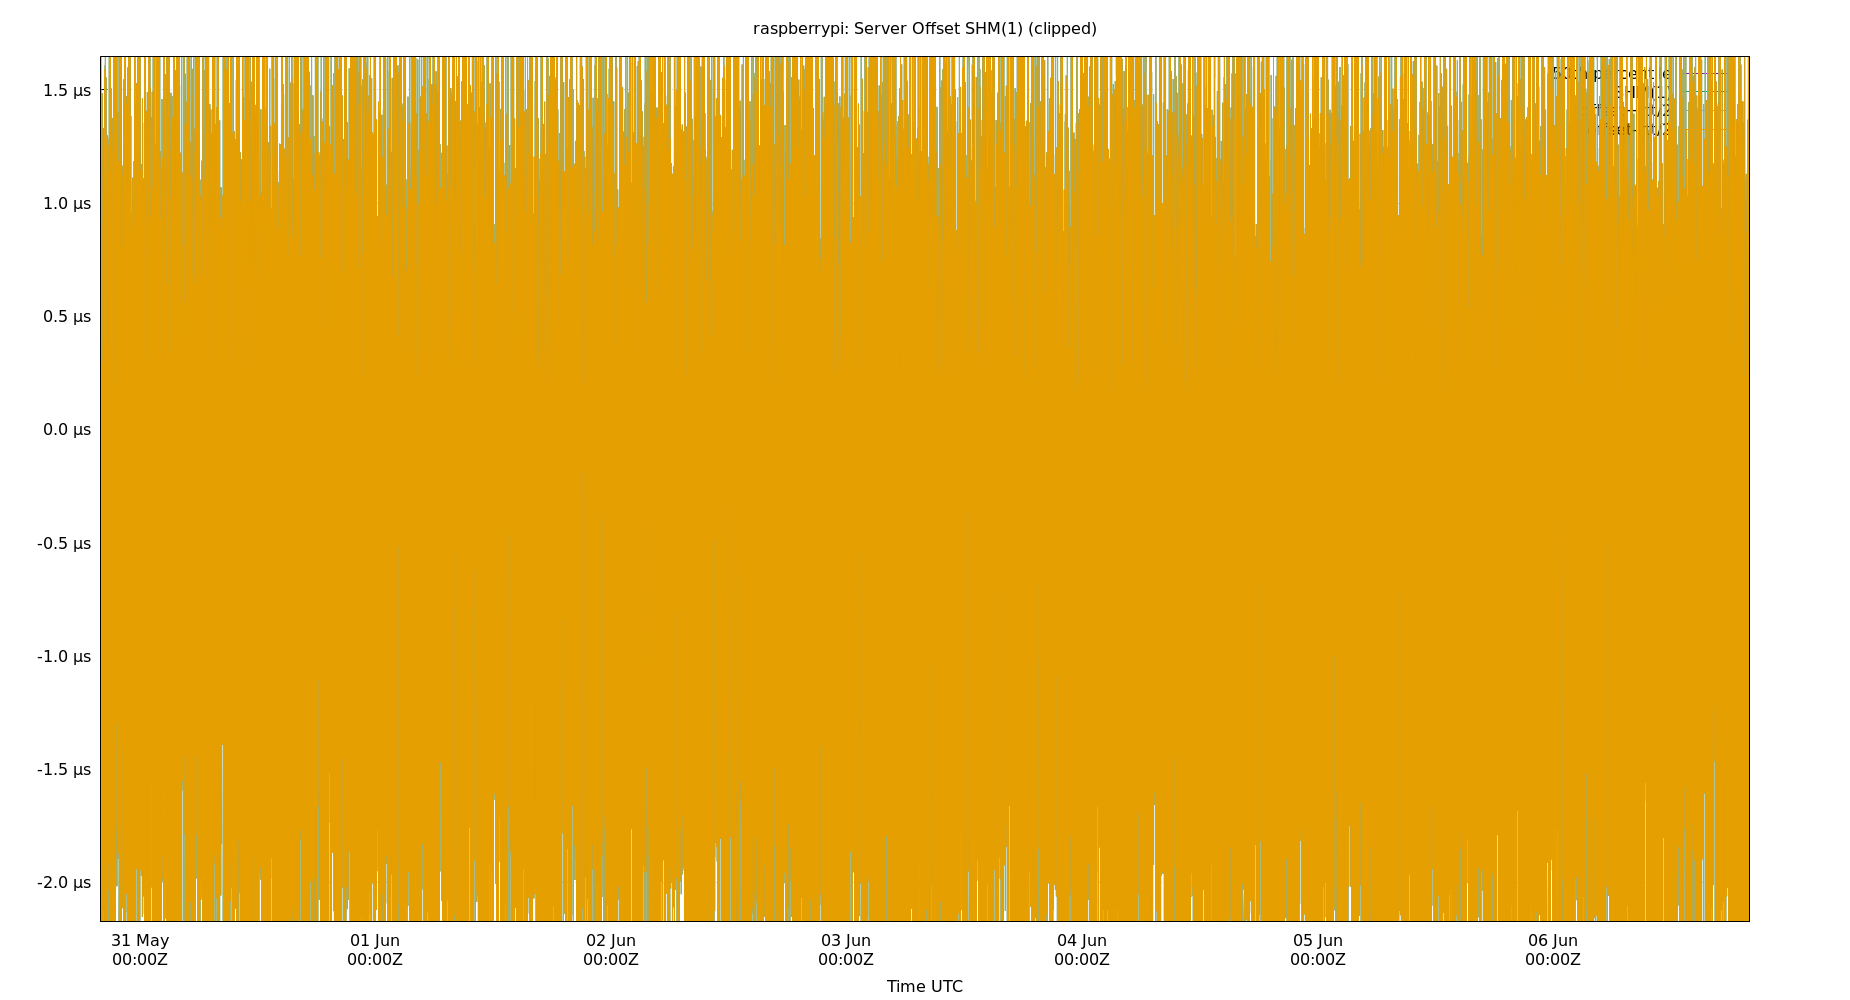 raspberrypi: Server Offset SHM(1) (clipped)
1.5 µs
1.0 µs
0.5 µs
0.0 µs
-0.5 µs
-1.0 µs
-1.5 µs
-2.0 µs
31 May
00:00Z
01 Jun
00:00Z
02 Jun
00:00Z
03 Jun
00:00Z
04 Jun
00:00Z
05 Jun
00:00Z
06 Jun
00:00Z
Time UTC